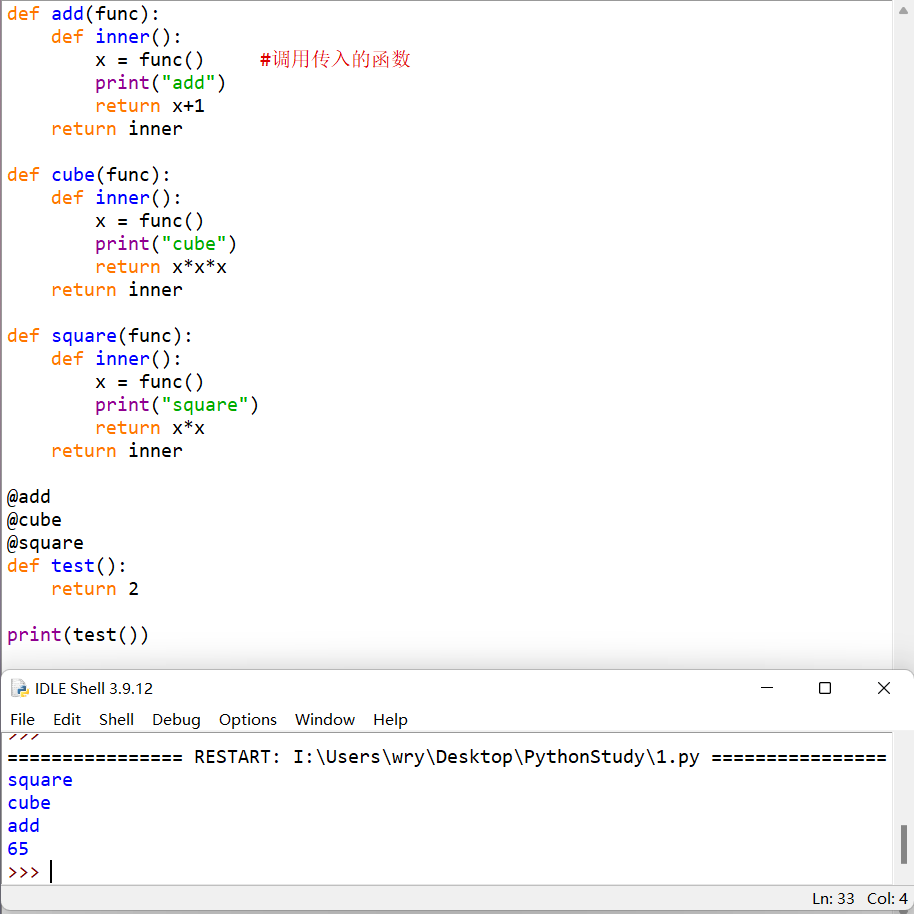 def add(func):
    def inner():
        x = func()     #调用传入的函数
        print("add")
        return x+1
    return inner

def cube(func):
    def inner():
        x = func()
        print("cube")
        return x*x*x
    return inner

def square(func):
    def inner():
        x = func()
        print("square")
        return x*x
    return inner

@add
@cube
@square
def test():
    return 2

print(test())
IDLE Shell 3.9.12
File Edit Shell Debug Options Window Help
>>>
================ RESTART: I:\Users\wry\Desktop\PythonStudy\1.py ================
square
cube
add
65
>>>
Ln: 33 Col: 4